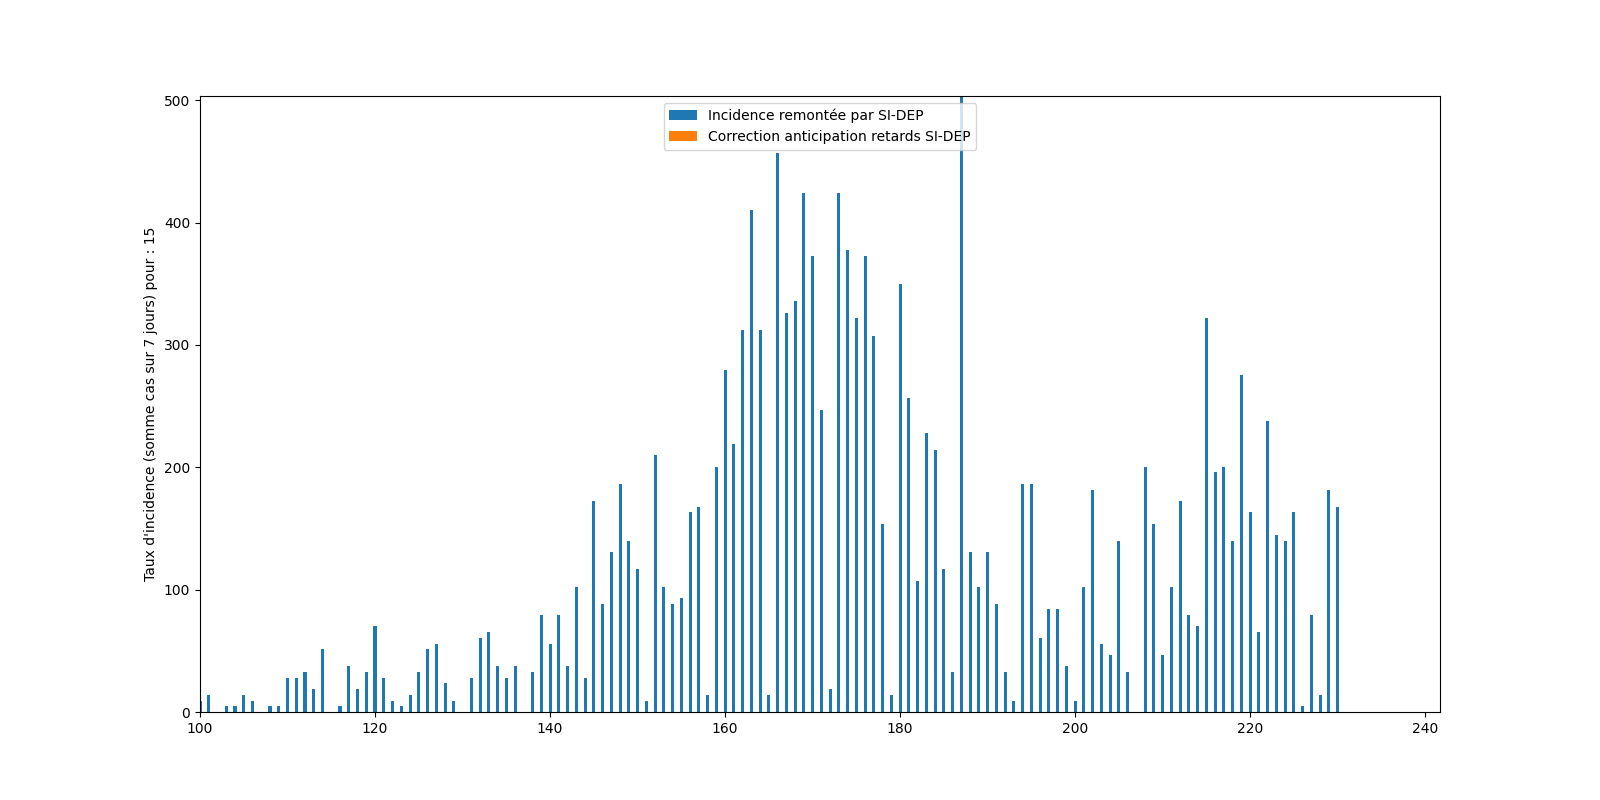 Incidence remontée par SI-DEP
Correction anticipation retards SI-DEP
Taux d'incidence (somme cas sur 7 jours) pour : 15
500
400
300
200
100
0
100 120 140 160 180 200 220 240